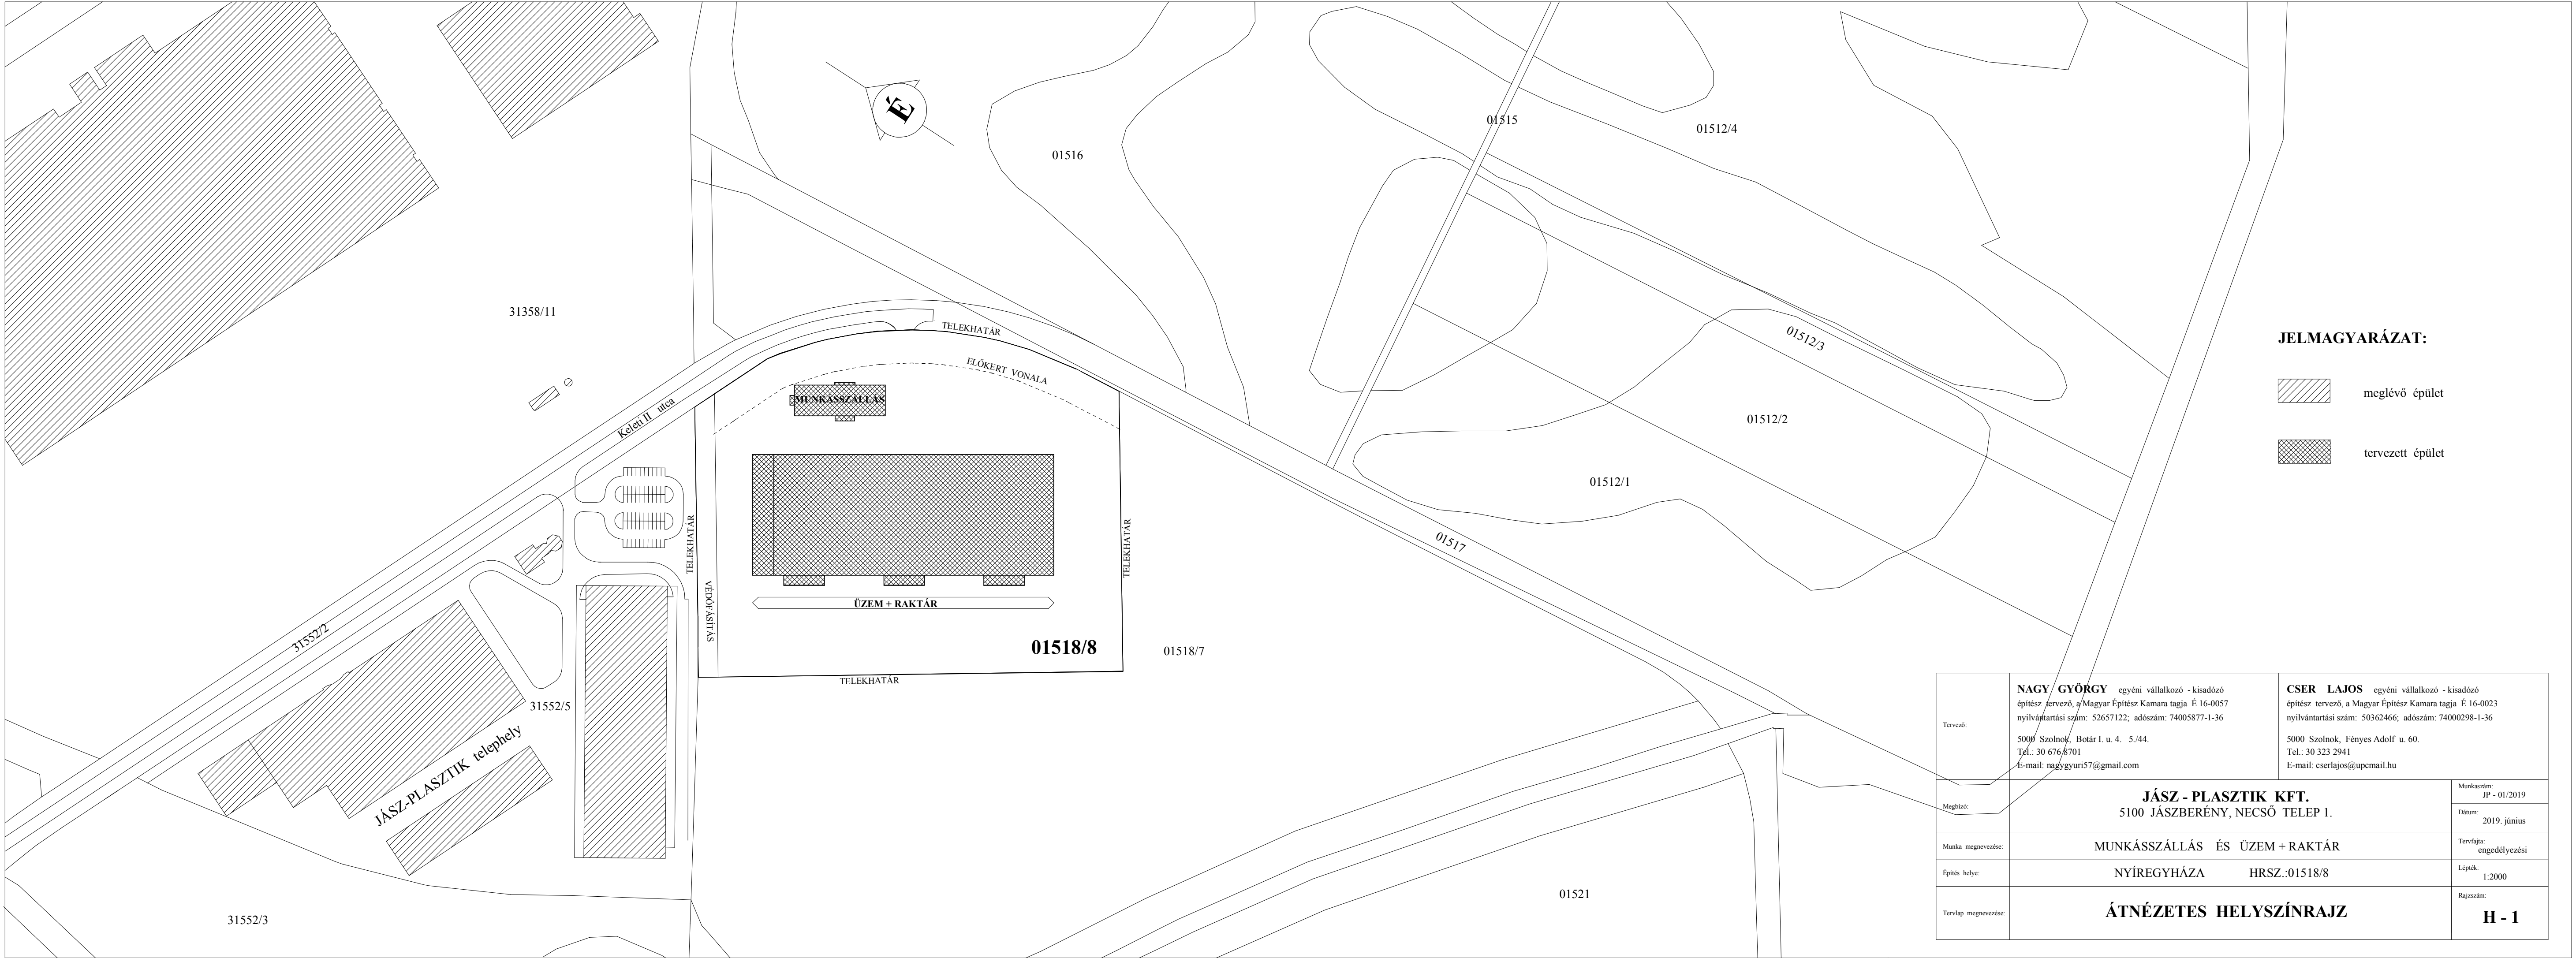 É
01516
01515
01512/4
31358/11
TELEKHATÁR
ELŐKERT VONALA
01512/3
JELMAGYARÁZAT:
meglévő épület
tervezett épület
MUNKÁSSZÁLLÁS
Keleti II utca
01512/2
01512/1
TELEKHATÁR
TELEKHATÁR
01517
VÉDŐFÁSÍTÁS
ÜZEM + RAKTÁR
31552/2
01518/8
01518/7
TELEKHATÁR
31552/5
JÁSZ-PLASZTIK telephely
31552/3
01521
Tervező:
NAGY GYÖRGY egyéni vállalkozó - kisadózó
építész tervező, a Magyar Építész Kamara tagja É 16-0057
nyilvántartási szám: 52657122; adószám: 74005877-1-36
5000 Szolnok, Botár I. u. 4. 5./44.
Tel.: 30 676 8701
E-mail: nagygyuri57@gmail.com
CSER LAJOS egyéni vállalkozó - kisadózó
építész tervező, a Magyar Építész Kamara tagja É 16-0023
nyilvántartási szám: 50362466; adószám: 74000298-1-36
5000 Szolnok, Fényes Adolf u. 60.
Tel.: 30 323 2941
E-mail: cserlajos@upcmail.hu
Megbízó:
JÁSZ - PLASZTIK KFT.
5100 JÁSZBERÉNY, NECSŐ TELEP 1.
Munkaszám:
JP - 01/2019
Dátum:
2019. június
Munka megnevezése:
MUNKÁSSZÁLLÁS ÉS ÜZEM + RAKTÁR
Tervfajta:
engedélyezési
Építés helye:
NYÍREGYHÁZA HRSZ.:01518/8
Lépték:
1:2000
Tervlap megnevezése:
ÁTNÉZETES HELYSZÍNRAJZ
Rajzszám:
H - 1